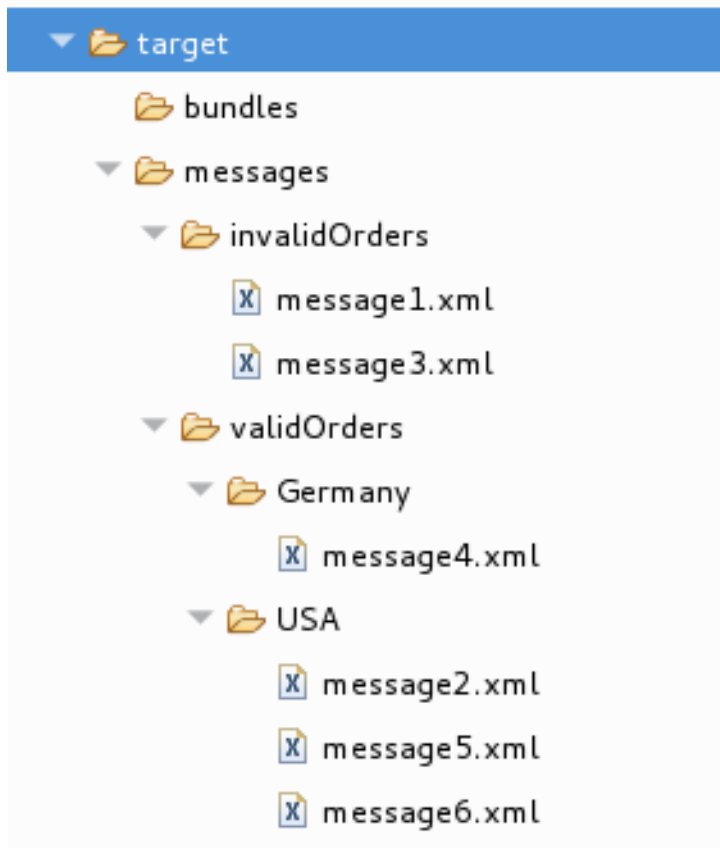 target
bundles
messages
invalidOrders
message1.xml
message3.xml
validOrders
Germany
message4.xml
USA
message2.xml
message5.xml
message6.xml